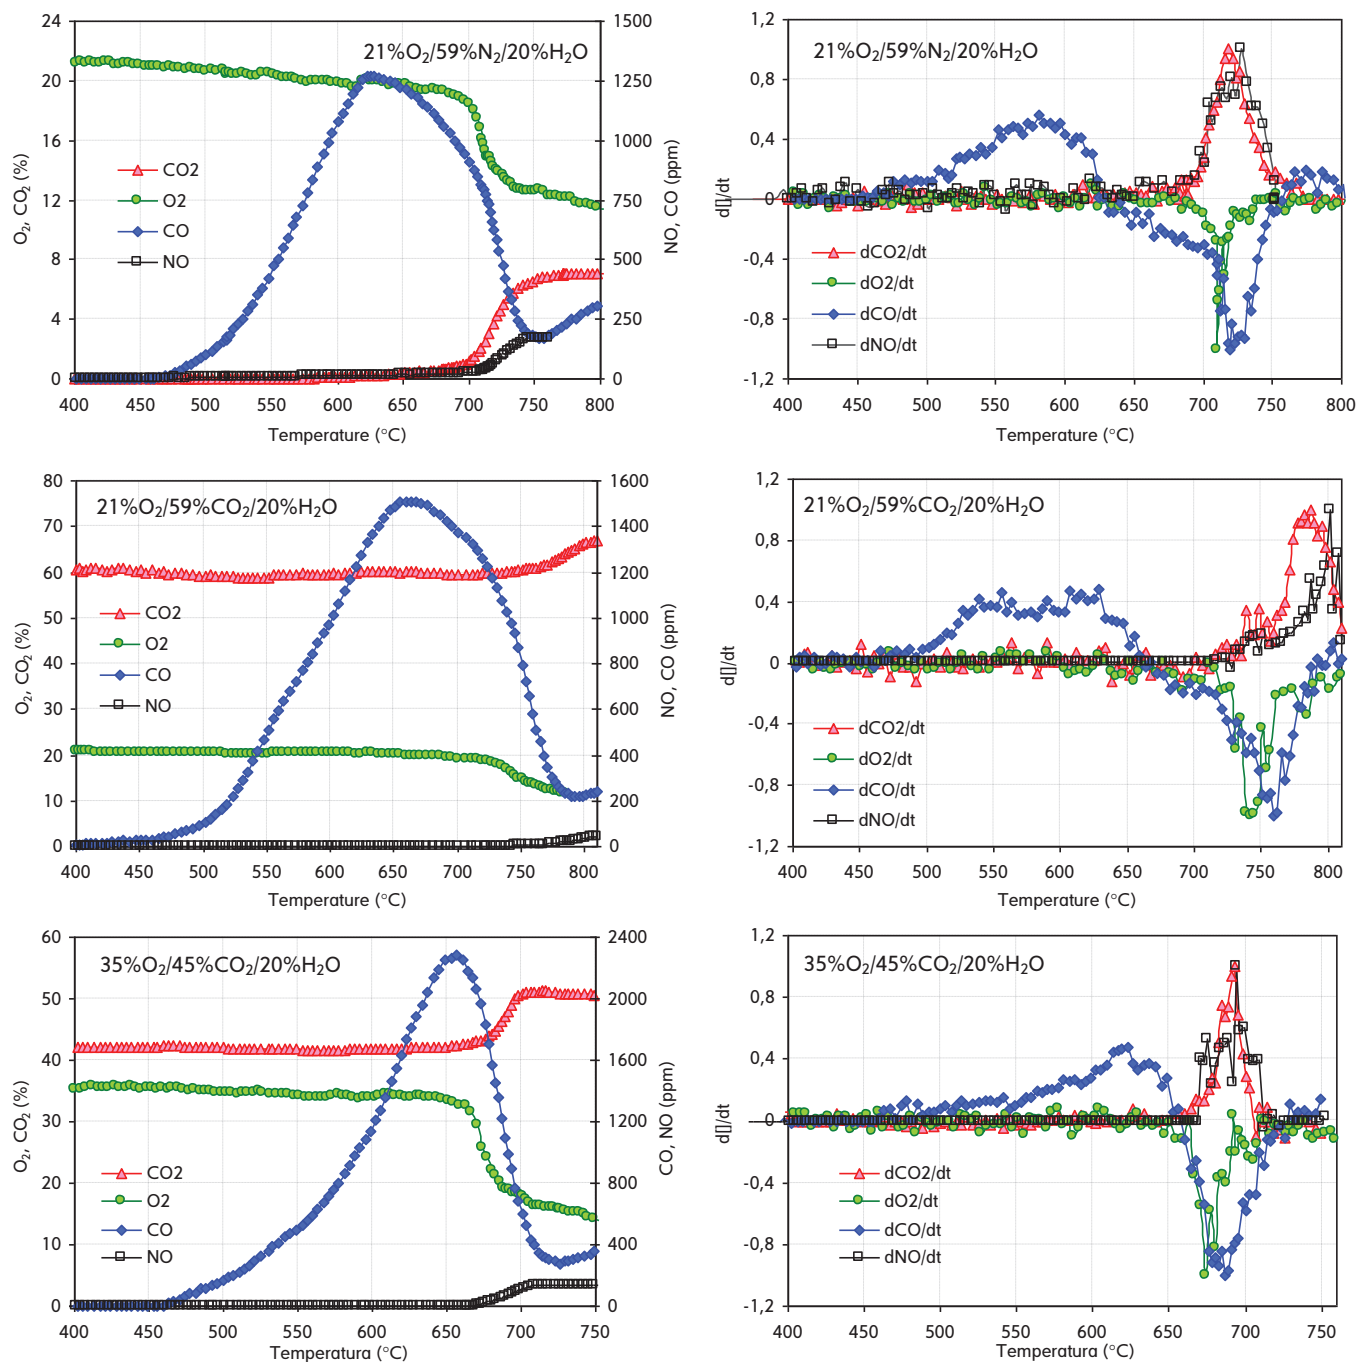 24
20
16
12
8
4
0
1500
1250
1000
750
500
250
0
O₂, CO₂ (%)
NO, CO (ppm)
21%O₂/59%N₂/20%H₂O
CO2
O2
CO
NO
400 450 500 550 600 650 700 750 800
Temperature (°C)
1,2
0,8
0,4
0
-0,4
-0,8
-1,2
d[]/dt
21%O₂/59%N₂/20%H₂O
dCO2/dt
dO2/dt
dCO/dt
dNO/dt
400 450 500 550 600 650 700 750 800
Temperature (°C)
80
70
60
50
40
30
20
10
0
1600
1400
1200
1000
800
600
400
200
0
O₂, CO₂ (%)
NO, CO (ppm)
21%O₂/59%CO₂/20%H₂O
CO2
O2
CO
NO
400 450 500 550 600 650 700 750 800
Temperature (°C)
1,2
0,8
0,4
0
-0,4
-0,8
-1,2
d[]/dt
21%O₂/59%CO₂/20%H₂O
dCO2/dt
dO2/dt
dCO/dt
dNO/dt
400 450 500 550 600 650 700 750 800
Temperature (°C)
60
50
40
30
20
10
0
2400
2000
1600
1200
800
400
0
O₂, CO₂ (%)
CO, NO (ppm)
35%O₂/45%CO₂/20%H₂O
CO2
O2
CO
NO
400 450 500 550 600 650 700 750
Temperatura (°C)
1,2
0,8
0,4
0
-0,4
-0,8
-1,2
d[]/dt
35%O₂/45%CO₂/20%H₂O
dCO2/dt
dO2/dt
dCO/dt
dNO/dt
400 450 500 550 600 650 700 750
Temperatura (°C)